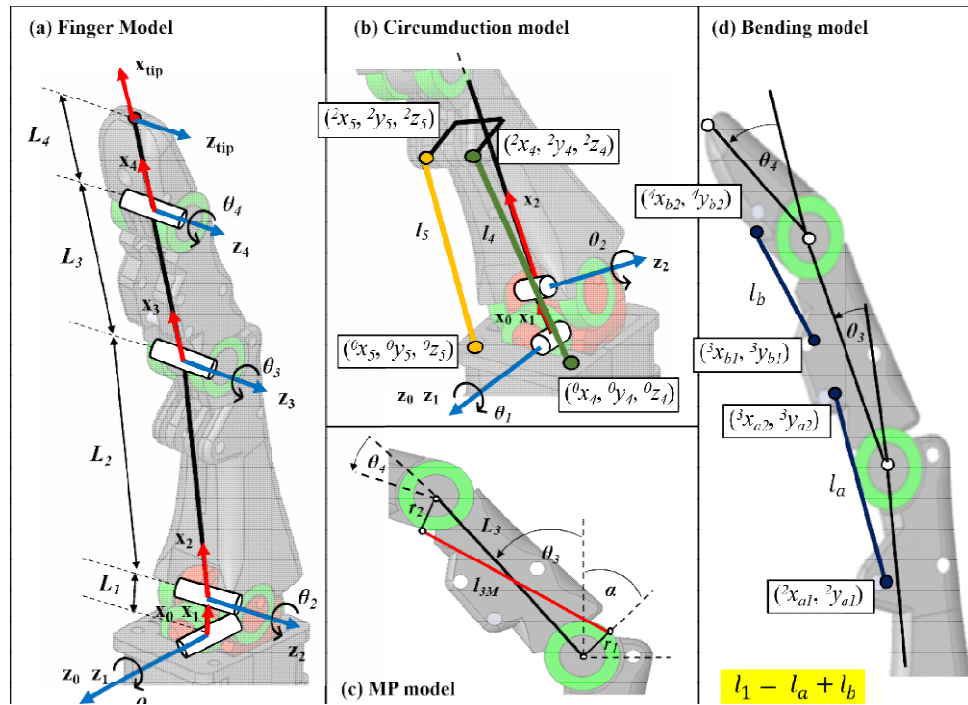 (a) Finger Model
x_tip
L_4
z_tip
x_4
θ_4
z_4
L_3
x_3
θ_3
z_3
L_2
x_2
L_1
x_0 x_1
θ_2
z_2
z_0 z_1
(b) Circumduction model
(²x_5, ²y_5, ²z_5)
(²x_4, ²y_4, ²z_4)
x_2
l_5
l_4
θ_2
z_2
x_0 x_1
(⁰x_5, ⁰y_5, ⁰z_5)
z_0 z_1
θ_1
(⁰x_4, ⁰y_4, ⁰z_4)
θ_4
r_2
L_3
θ_3
l_3M
α
r_1
(c) MP model
(d) Bending model
θ_4
(⁴x_b2, ⁴y_b2)
l_b
θ_3
(³x_b1, ³y_b1)
(³x_a2, ³y_a2)
l_a
(²x_a1, ²y_a1)
l_1 − l_a + l_b